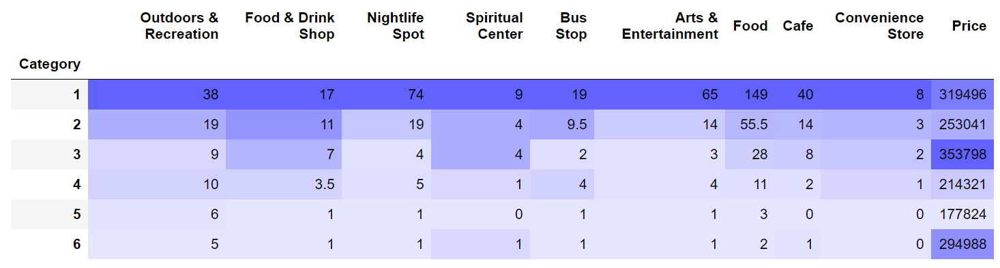 Outdoors & Recreation Food & Drink Shop Nightlife Spot Spiritual Center Bus Stop Arts & Entertainment Food Cafe Convenience Store Price
Category
1 38 17 74 9 19 65 149 40 8 319496
2 19 11 19 4 9.5 14 55.5 14 3 253041
3 9 7 4 4 2 3 28 8 2 353798
4 10 3.5 5 1 4 4 11 2 1 214321
5 6 1 1 0 1 1 3 0 0 177824
6 5 1 1 1 1 1 2 1 0 294988